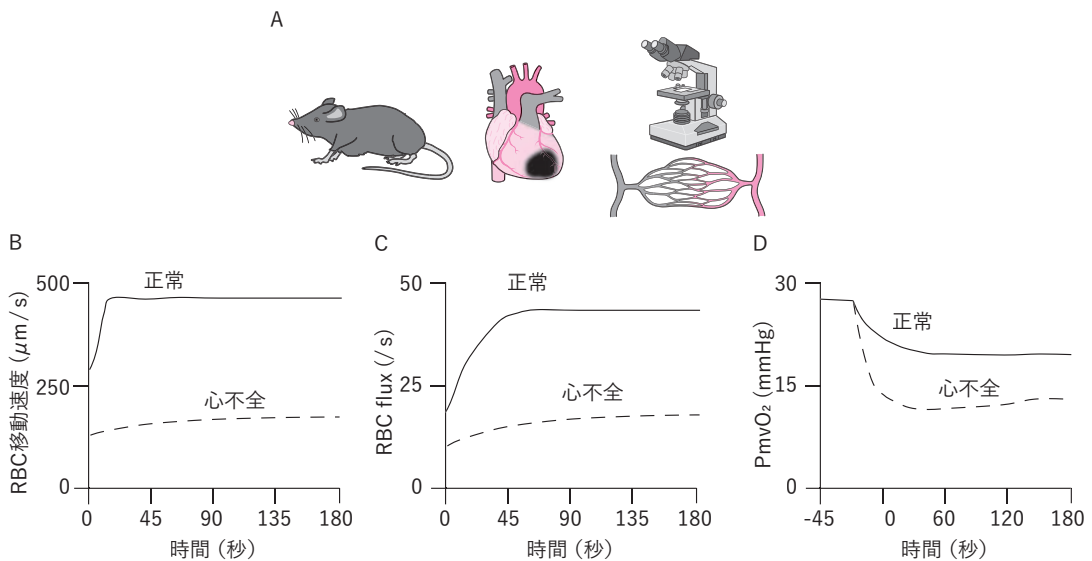 A
B
RBC移動速度 (μm/s)
500
250
0
正常
心不全
0 45 90 135 180
時間 (秒)
C
RBC flux (/s)
50
25
0
正常
心不全
0 45 90 135 180
時間 (秒)
D
PmvO₂ (mmHg)
30
15
0
正常
心不全
-45 0 60 120 180
時間 (秒)